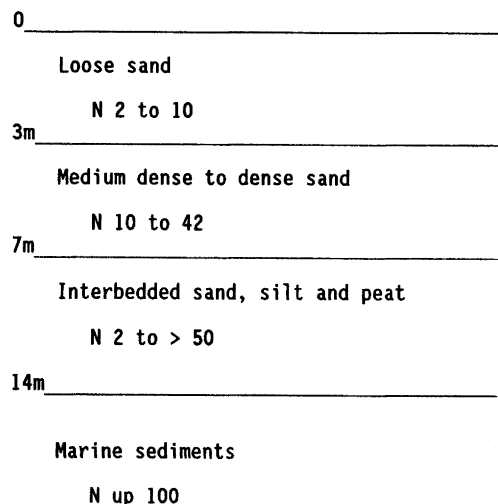 0
Loose sand
N 2 to 10
3m
Medium dense to dense sand
N 10 to 42
7m
Interbedded sand, silt and peat
N 2 to > 50
14m
Marine sediments
N up 100